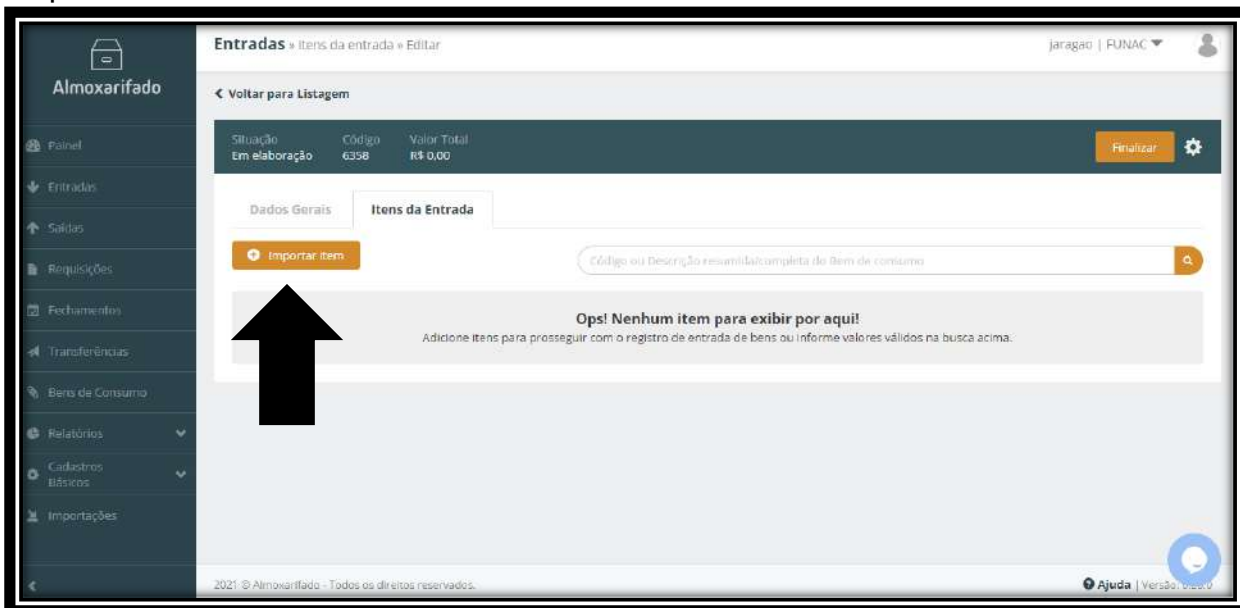 Almoxarifado
Painel
Entradas
Saídas
Requisições
Fechamentos
Transferências
Bens de Consumo
Relatórios
Cadastros
Básicos
Importações
Entradas » Itens da entrada » Editar
jaragao | FUNAC
Voltar para Listagem
Situação Código Valor Total
Em elaboração 6358 R$ 0,00
Finalizar
Dados Gerais Itens da Entrada
Importar item
Código ou Descrição resumida/completa do Bem de consumo
Ops! Nenhum item para exibir por aqui!
Adicione itens para prosseguir com o registro de entrada de bens ou informe valores válidos na busca acima.
2021 © Almoxarifado - Todos os direitos reservados.
Ajuda | Versão: